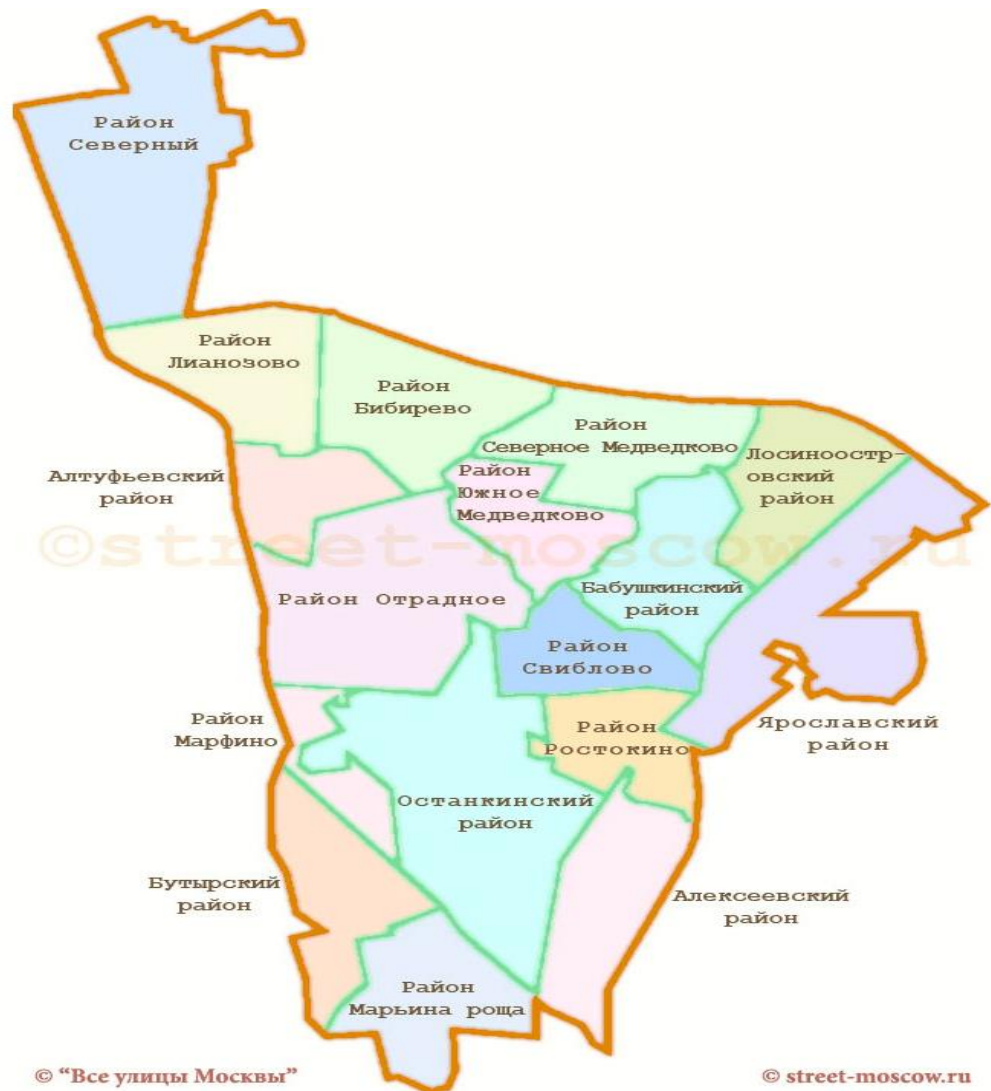 Район
Северный
Район
Лианозово
Район
Бибирево
Район
Северное Медведково
Лосиноостр-
овский
район
Алтуфьевский
район
Район
Южное
Медведково
©street-moscow.ru
Район Отрадное
Бабушкинский
район
Район
Свиблово
Район
Марфино
Район
Ростокино
Ярославский
район
Останкинский
район
Бутырский
район
Алексеевский
район
Район
Марьина роща
© "Все улицы Москвы"
© street-moscow.ru